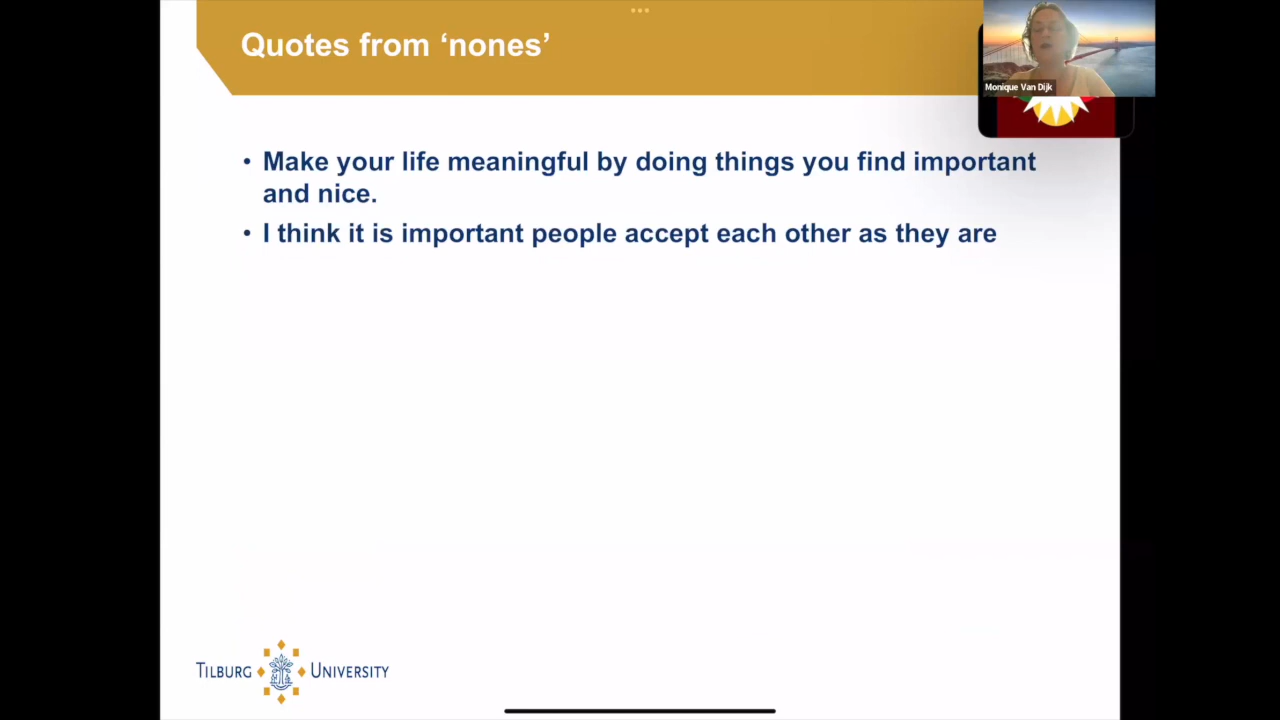 Quotes from ‘nones’
Monique Van Dijk
• Make your life meaningful by doing things you find important
and nice.
• I think it is important people accept each other as they are
TILBURG UNIVERSITY